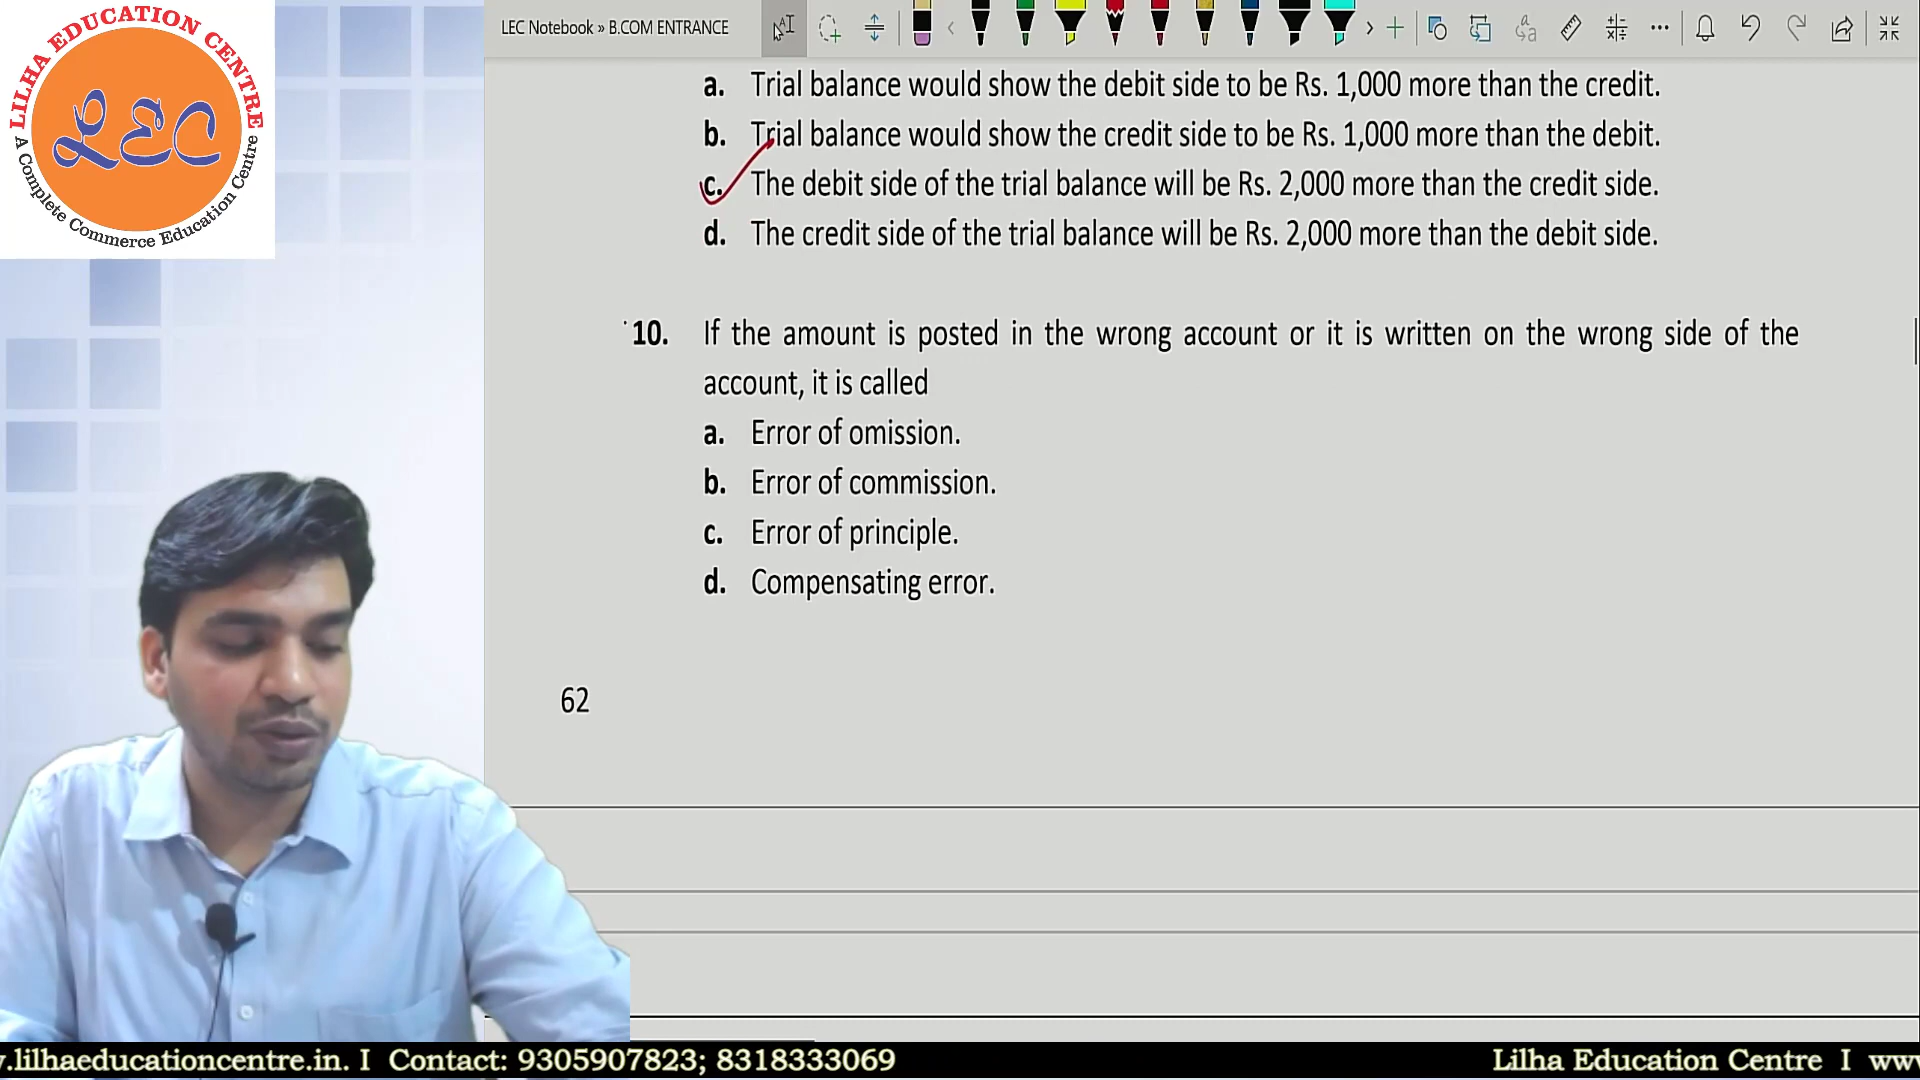 LILHA EDUCATION CENTRE
LEC
A Complete Commerce Education Centre
LEC Notebook » B.COM ENTRANCE
a. Trial balance would show the debit side to be Rs. 1,000 more than the credit.
b. Trial balance would show the credit side to be Rs. 1,000 more than the debit.
c. The debit side of the trial balance will be Rs. 2,000 more than the credit side.
d. The credit side of the trial balance will be Rs. 2,000 more than the debit side.
10. If the amount is posted in the wrong account or it is written on the wrong side of the
account, it is called
a. Error of omission.
b. Error of commission.
c. Error of principle.
d. Compensating error.
62
.lilhaeducationcentre.in. I Contact: 9305907823; 8318333069 Lilha Education Centre I ww